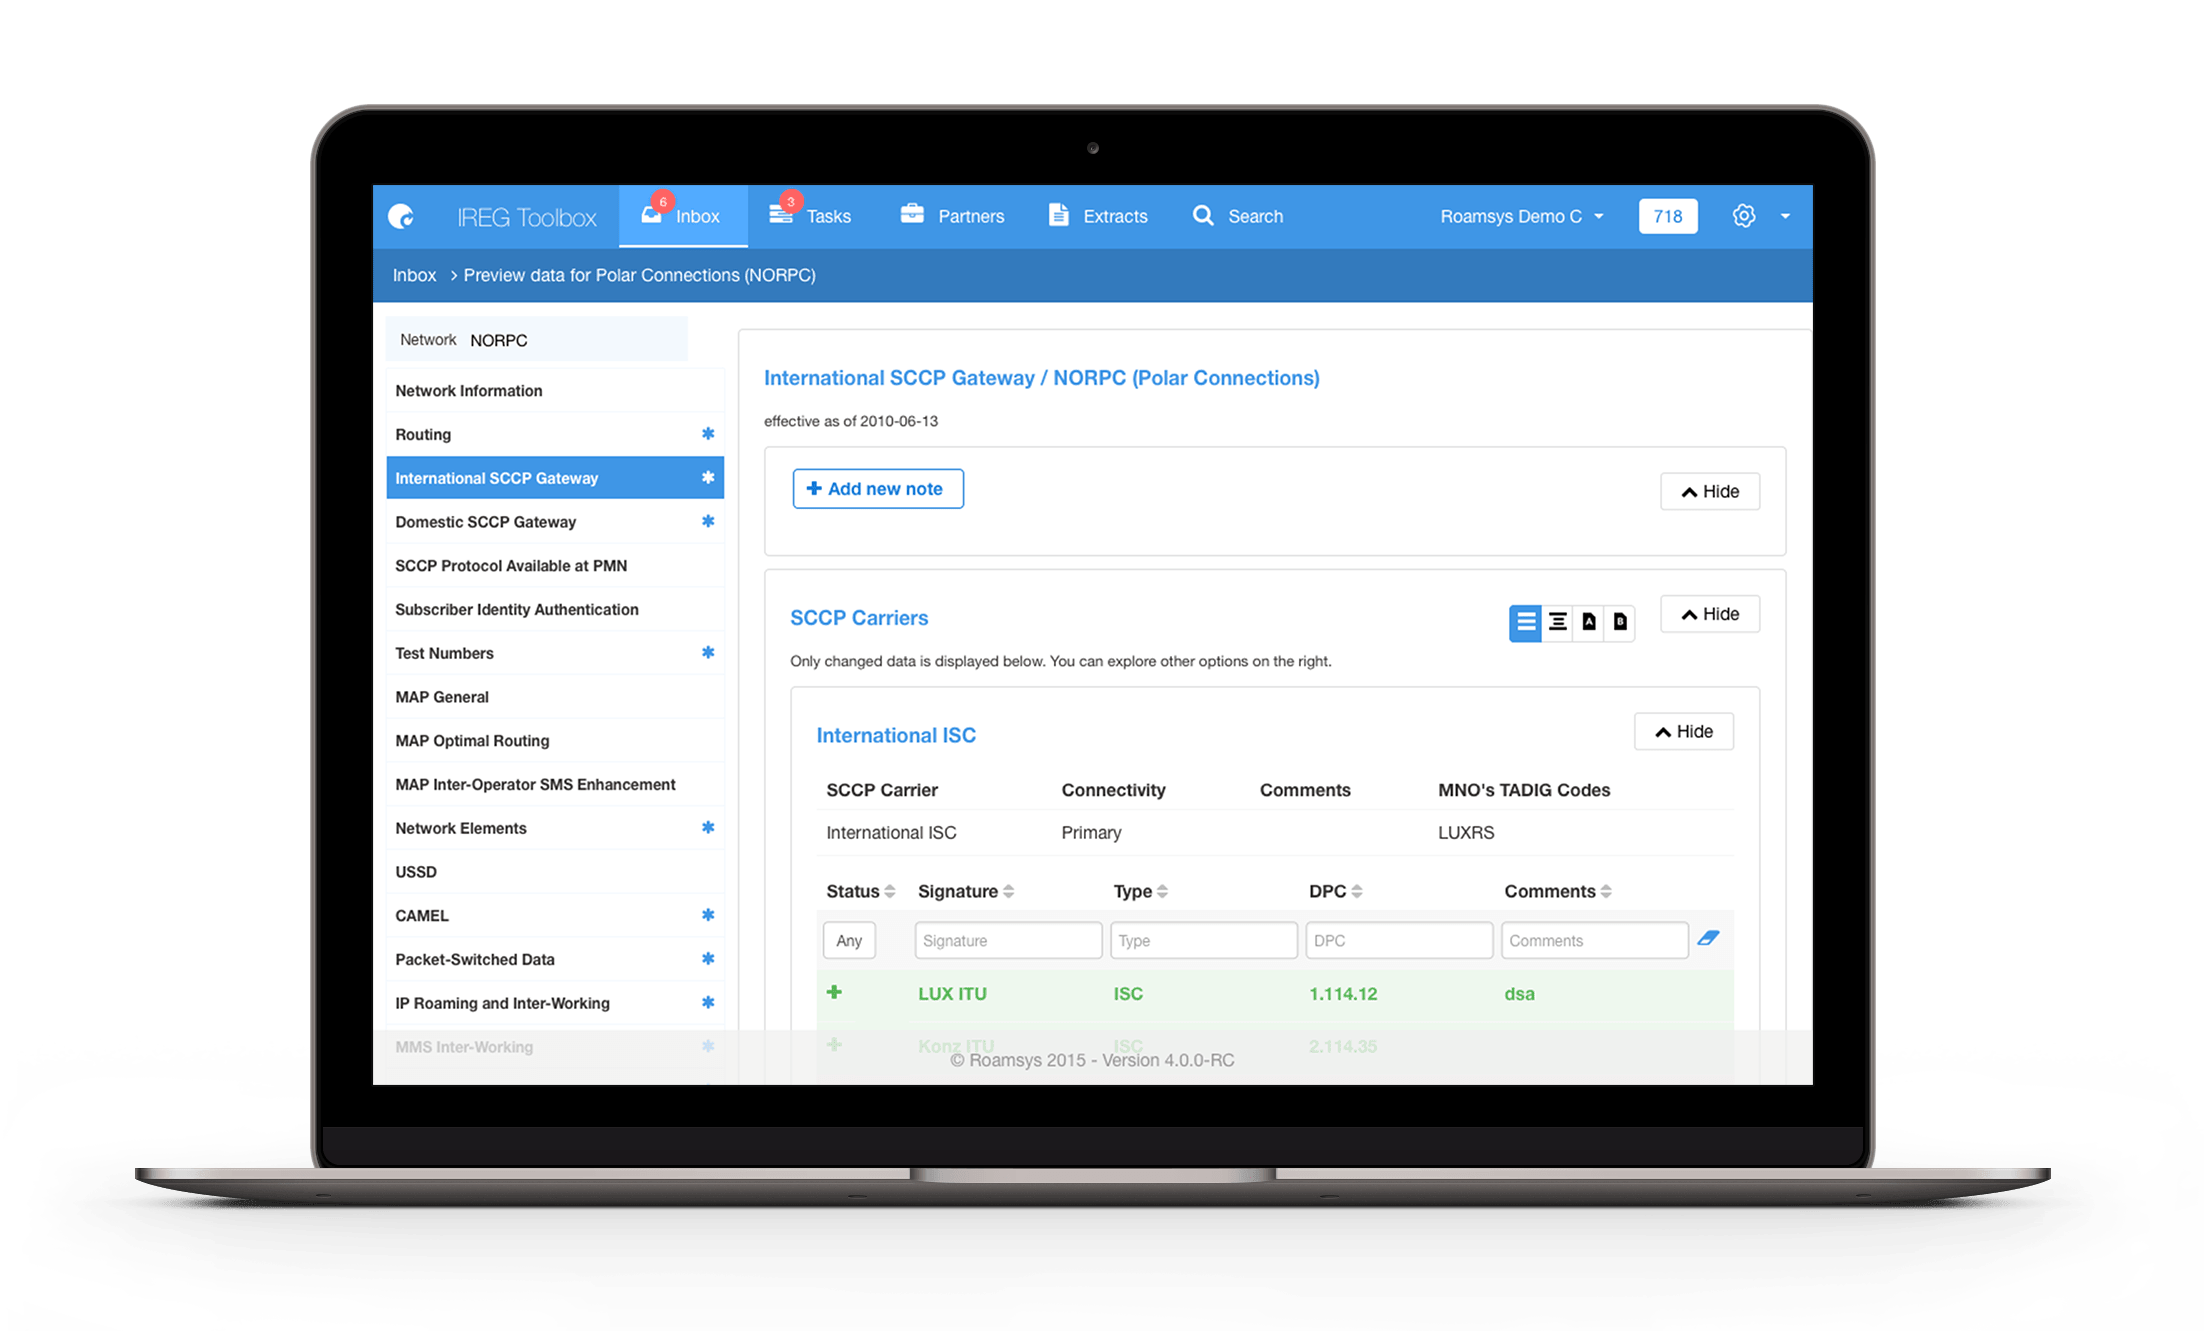 IREG Toolbox
6
Inbox
3
Tasks
Partners
Extracts
Search
Roamsys Demo C
718
Inbox > Preview data for Polar Connections (NORPC)
Network NORPC
Network Information
Routing *
International SCCP Gateway *
Domestic SCCP Gateway *
SCCP Protocol Available at PMN
Subscriber Identity Authentication
Test Numbers *
MAP General
MAP Optimal Routing
MAP Inter-Operator SMS Enhancement
Network Elements *
USSD
CAMEL *
Packet-Switched Data *
IP Roaming and Inter-Working *
MMS Inter-Working *
International SCCP Gateway / NORPC (Polar Connections)
effective as of 2010-06-13
+ Add new note
Hide
SCCP Carriers
A B
Hide
Only changed data is displayed below. You can explore other options on the right.
International ISC
Hide
SCCP Carrier Connectivity Comments MNO's TADIG Codes
International ISC Primary LUXRS
Status Signature Type DPC Comments
Any Signature Type DPC Comments
+ LUX ITU ISC 1.114.12 dsa
+ Konz ITU ISC 2.114.35
© Roamsys 2015 - Version 4.0.0-RC